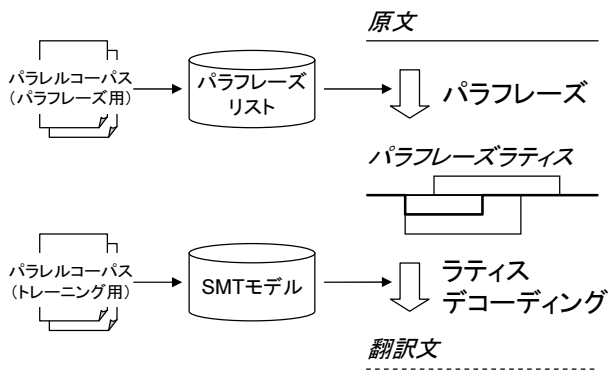 原文
パラレルコーパス
(パラフレーズ用)
パラフレーズ
リスト
パラフレーズ
パラフレーズラティス
パラレルコーパス
(トレーニング用)
SMTモデル
ラティス
デコーディング
翻訳文